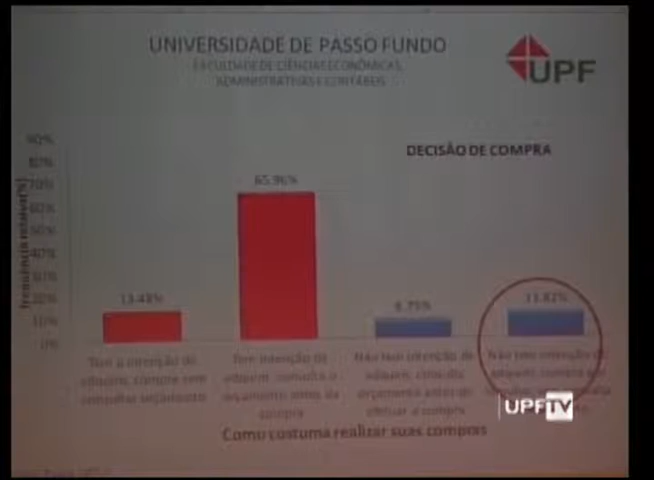 UNIVERSIDADE DE PASSO FUNDO
FACULDADE DE CIÊNCIAS ECONÔMICAS,
ADMINISTRATIVAS E CONTÁBEIS
UPF
DECISÃO DE COMPRA
frequência relativa(%)
90%
80%
70%
60%
50%
40%
30%
20%
10%
0%
13.48%
65.96%
6.75%
13.82%
Tem a intenção de
adquirir, compra sem
consultar orçamento
Tem intenção de
adquirir, consulta o
orçamento antes da
compra
Não tem intenção de
adquirir, consulta
orçamento antes de
efetuar a compra
Não tem intenção de
adquirir, compra sem
Como costuma realizar suas compras
UPFTV